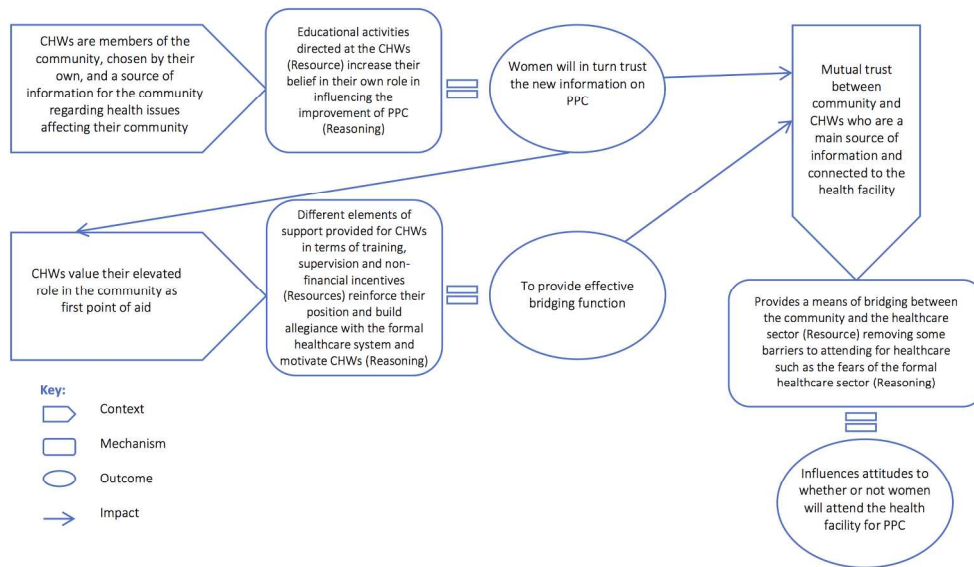 CHWs are members of the
community, chosen by their
own, and a source of
information for the community
regarding health issues
affecting their community
Educational activities
directed at the CHWs
(Resource) increase their
belief in their own role in
influencing the
improvement of PPC
(Reasoning)
Women will in turn trust
the new information on
PPC
Mutual trust
between
community and
CHWs who are a
main source of
information and
connected to the
health facility
CHWs value their elevated
role in the community as
first point of aid
Different elements of
support provided for CHWs
in terms of training,
supervision and non-
financial incentives
(Resources) reinforce their
position and build
allegiance with the formal
healthcare system and
motivate CHWs (Reasoning)
To provide effective
bridging function
Provides a means of bridging between
the community and the healthcare
sector (Resource) removing some
barriers to attending for healthcare
such as the fears of the formal
healthcare sector (Reasoning)
Influences attitudes to
whether or not women
will attend the health
facility for PPC
Key:
Context
Mechanism
Outcome
Impact